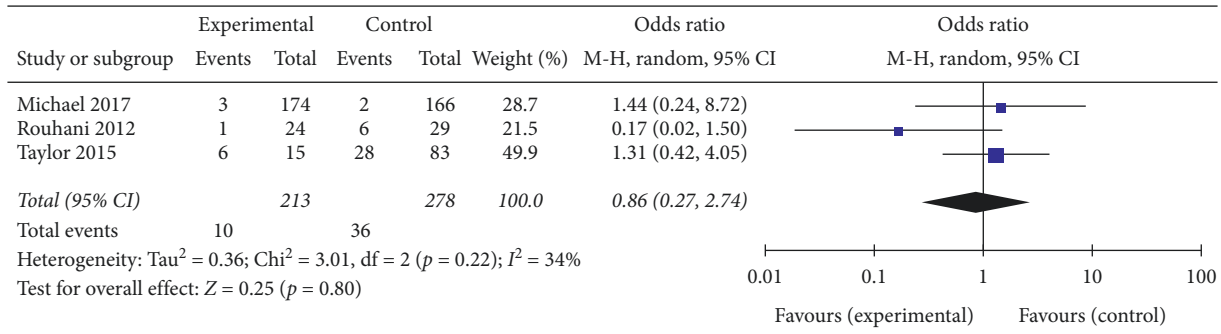 Experimental Control Odds ratio Odds ratio
Study or subgroup Events Total Events Total Weight (%) M-H, random, 95% CI M-H, random, 95% CI
Michael 2017 3 174 2 166 28.7 1.44 (0.24, 8.72)
Rouhani 2012 1 24 6 29 21.5 0.17 (0.02, 1.50)
Taylor 2015 6 15 28 83 49.9 1.31 (0.42, 4.05)
Total (95% CI) 213 278 100.0 0.86 (0.27, 2.74)
Total events 10 36
Heterogeneity: Tau² = 0.36; Chi² = 3.01, df = 2 (p = 0.22); I² = 34%
Test for overall effect: Z = 0.25 (p = 0.80)
0.01 0.1 1 10 100
Favours (experimental) Favours (control)